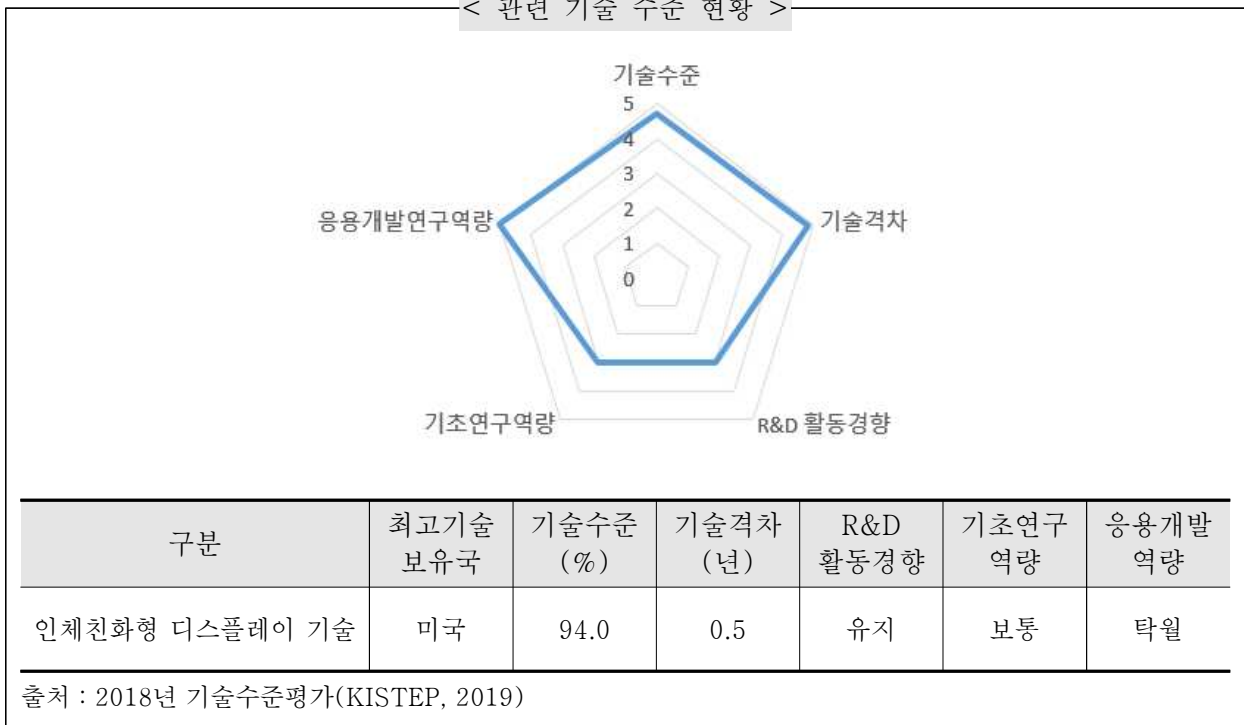 < 관련 기술 수준 현황 >
기술수준
5
4
3
2
1
0
응용개발연구역량
기술격차
기초연구역량
R&D 활동경향
구분
최고기술
보유국
기술수준
(%)
기술격차
(년)
R&D
활동경향
기초연구
역량
응용개발
역량
인체친화형 디스플레이 기술
미국
94.0
0.5
유지
보통
탁월
출처 : 2018년 기술수준평가(KISTEP, 2019)